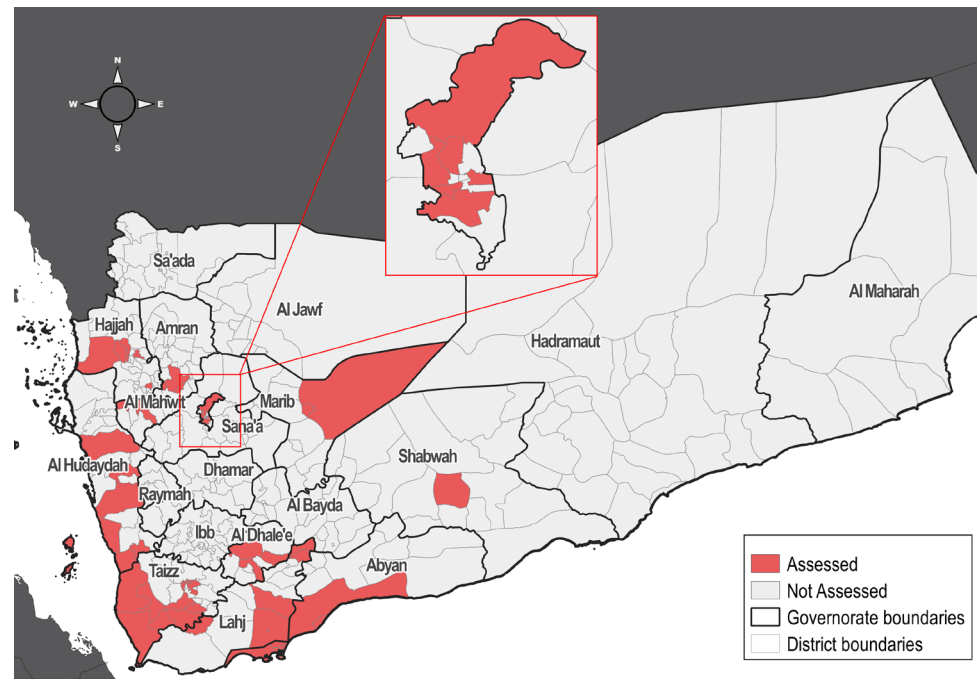 N
W E
S
Sa'ada
Al Jawf
Al Maharah
Hajjah
Amran
Hadramaut
Al Mahwit
Marib
Sana'a
Shabwah
Al Hudaydah
Dhamar
Raymah
Al Bayda
Ibb
Al Dhale'e
Taizz
Abyan
Lahj
Assessed
Not Assessed
Governorate boundaries
District boundaries